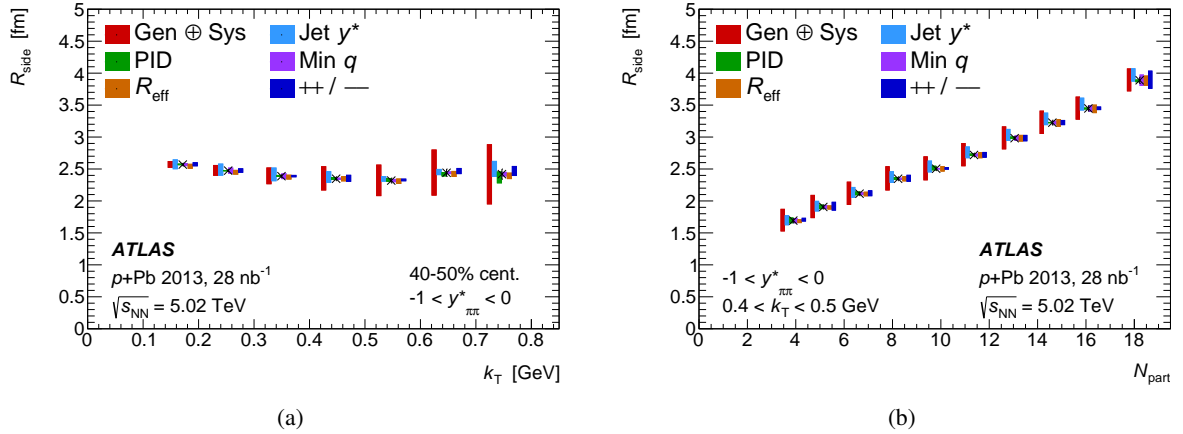 R_side [fm]
5
4.5
4
3.5
3
2.5
2
1.5
1
0.5
0
Gen ⊕ Sys
PID
R_eff
Jet y*
Min q
++ / −−
ATLAS
p+Pb 2013, 28 nb⁻¹
√s_NN = 5.02 TeV
40-50% cent.
-1 < y*_ππ < 0
0 0.1 0.2 0.3 0.4 0.5 0.6 0.7 0.8
k_T [GeV]
(a)
R_side [fm]
5
4.5
4
3.5
3
2.5
2
1.5
1
0.5
0
Gen ⊕ Sys
PID
R_eff
Jet y*
Min q
++ / −−
-1 < y*_ππ < 0
0.4 < k_T < 0.5 GeV
ATLAS
p+Pb 2013, 28 nb⁻¹
√s_NN = 5.02 TeV
0 2 4 6 8 10 12 14 16 18
N_part
(b)